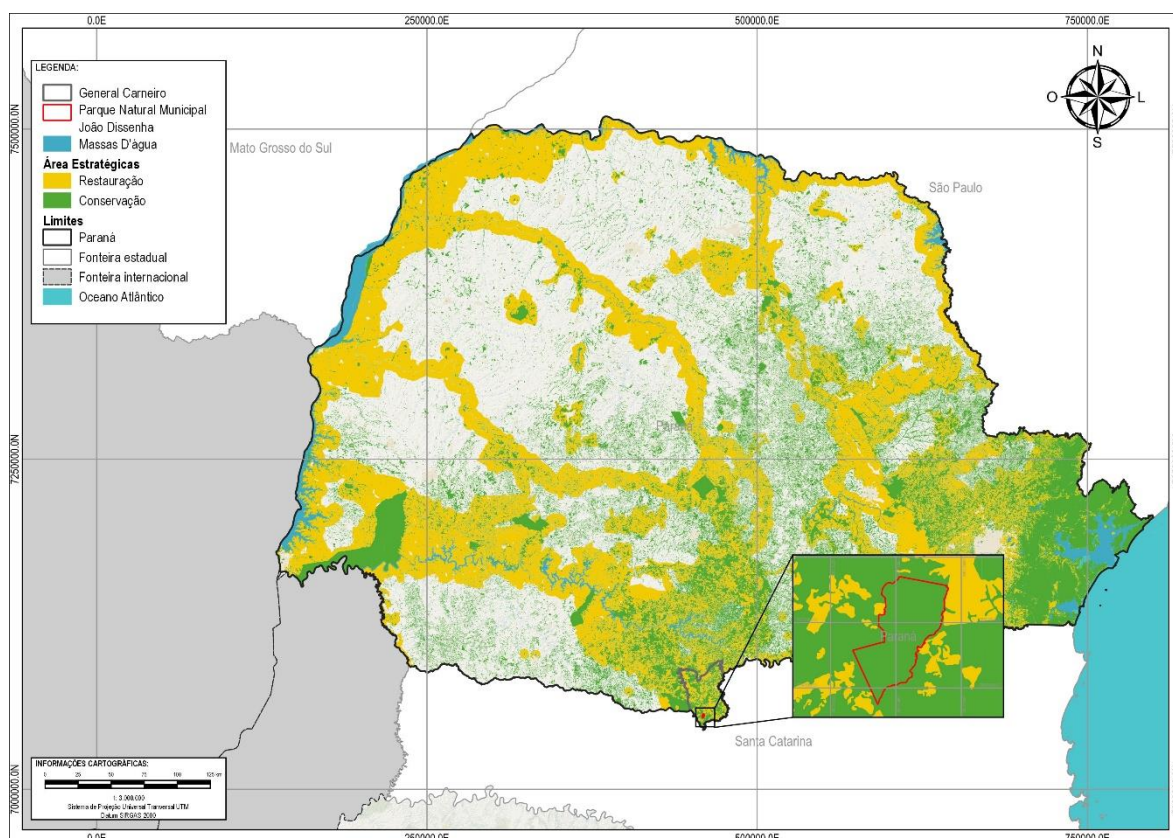 0.0E
250000.0E
500000.0E
750000.0E
LEGENDA:
General Carneiro
Parque Natural Municipal
João Dissenha
Massas D'água
Área Estratégicas
Restauração
Conservação
Limites
Paraná
Fonteira estadual
Fonteira internacional
Oceano Atlântico
N
O
L
S
7500000.0N
Mato Grosso do Sul
São Paulo
Paraná
7250000.0N
Paraná
Santa Catarina
INFORMAÇÕES CARTOGRÁFICAS:
0 25 50 75 100 125 km
1: 3.000.000
Sistema de Projeção Universal Tranversal UTM
Datum SIRGAS 2000
7000000.0N
0.0E
250000.0E
500000.0E
750000.0E